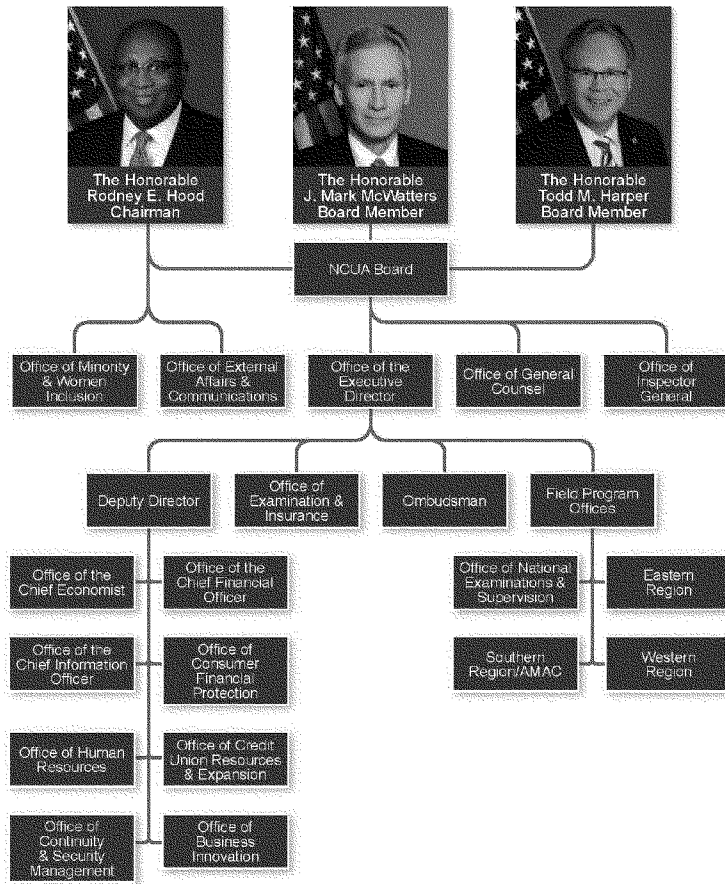 The Honorable
Rodney E. Hood
Chairman
The Honorable
J. Mark McWatters
Board Member
The Honorable
Todd M. Harper
Board Member
NCUA Board
Office of Minority
& Women
Inclusion
Office of External
Affairs &
Communications
Office of the
Executive
Director
Office of General
Counsel
Office of
Inspector
General
Deputy Director
Office of
Examination &
Insurance
Ombudsman
Field Program
Offices
Office of the
Chief Economist
Office of the
Chief Financial
Officer
Office of National
Examinations &
Supervision
Eastern
Region
Office of the
Chief Information
Officer
Office of
Consumer
Financial
Protection
Southern
Region/AMAC
Western
Region
Office of Human
Resources
Office of Credit
Union Resources
& Expansion
Office of
Continuity
& Security
Management
Office of
Business
Innovation